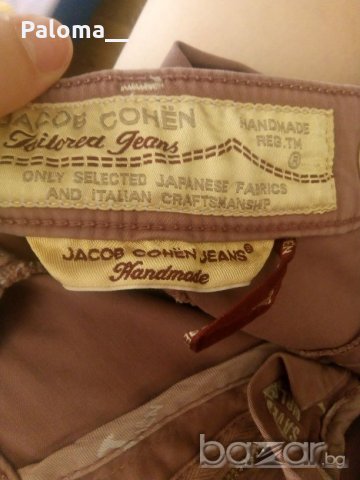 Paloma__
JACOB COHËN
HANDMADE
Tailored Jeans
REG.TM
®
ONLY SELECTED JAPANESE FABRICS
AND ITALIAN CRAFTSMANSHIP
JACOB COHËN JEANS®
Handmade
bazar.bg